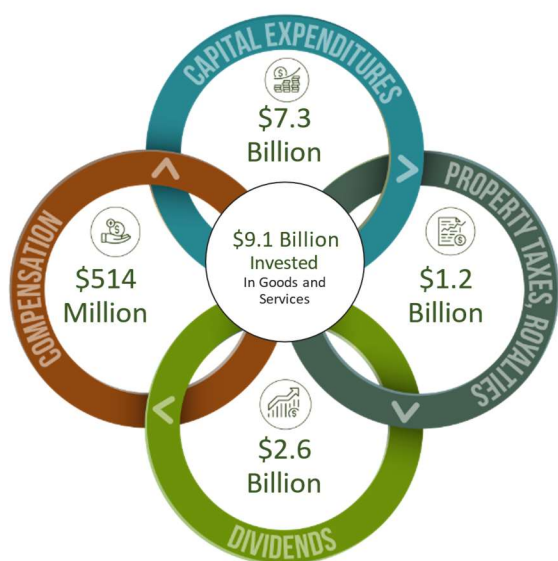 CAPITAL EXPENDITURES
$7.3
Billion
COMPENSATION
$514
Million
$9.1 Billion
Invested
In Goods and
Services
PROPERTY TAXES, ROYALTIES
$1.2
Billion
$2.6
Billion
DIVIDENDS